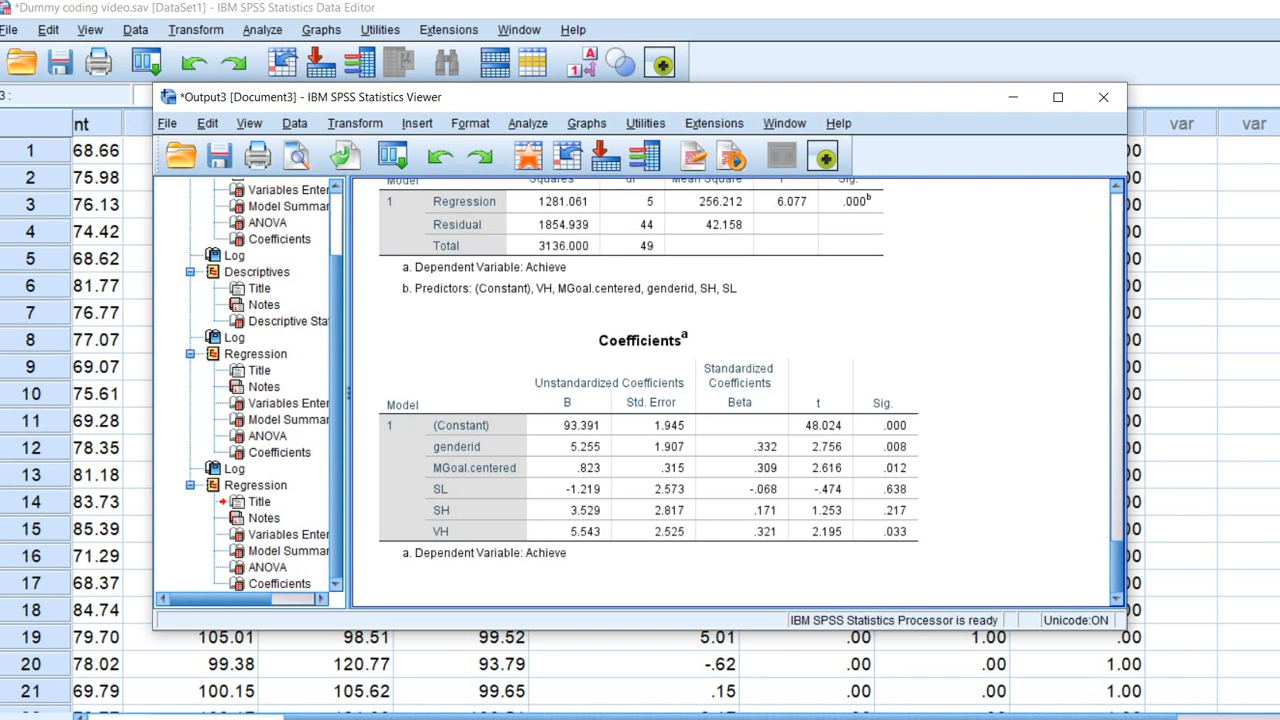 *Dummy coding video.sav [DataSet1] - IBM SPSS Statistics Data Editor
File Edit View Data Transform Analyze Graphs Utilities Extensions Window Help
3 :
*Output3 [Document3] - IBM SPSS Statistics Viewer
File Edit View Data Transform Insert Format Analyze Graphs Utilities Extensions Window Help
nt var var
1 68.66
2 75.98
3 76.13
4 74.42
5 68.62
6 81.77
7 76.77
8 77.07
9 69.07
10 75.61
11 69.28
12 78.35
13 81.18
14 83.73
15 85.39
16 71.29
17 68.37
18 84.74
19 79.70 105.01 98.51 99.52 5.01 .00 1.00 .00
20 78.02 99.38 120.77 93.79 -.62 .00 .00 1.00
21 69.79 100.15 105.62 99.65 .15 .00 .00 1.00
Variables Enter
Model Summar
ANOVA
Coefficients
Log
Descriptives
Title
Notes
Descriptive Sta
Log
Regression
Title
Notes
Variables Enter
Model Summar
ANOVA
Coefficients
Log
Regression
Title
Notes
Variables Enter
Model Summar
ANOVA
Coefficients
Model Squares df Mean Square F Sig.
1 Regression 1281.061 5 256.212 6.077 .000b
Residual 1854.939 44 42.158
Total 3136.000 49
a. Dependent Variable: Achieve
b. Predictors: (Constant), VH, MGoal.centered, genderid, SH, SL
Coefficientsa
Unstandardized Coefficients Standardized Coefficients
Model B Std. Error Beta t Sig.
1 (Constant) 93.391 1.945 48.024 .000
genderid 5.255 1.907 .332 2.756 .008
MGoal.centered .823 .315 .309 2.616 .012
SL -1.219 2.573 -.068 -.474 .638
SH 3.529 2.817 .171 1.253 .217
VH 5.543 2.525 .321 2.195 .033
a. Dependent Variable: Achieve
IBM SPSS Statistics Processor is ready Unicode:ON